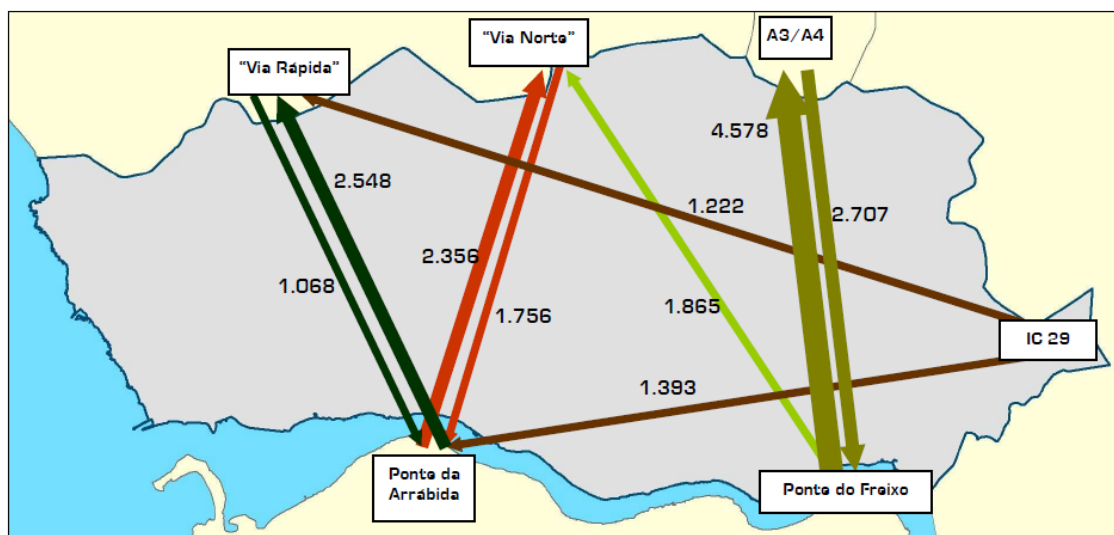 "Via Norte"
A3/A4
"Via Rápida"
4.578
2.548
1.222
2.707
2.356
1.068
1.756
1.865
IC 29
1.393
Ponte da
Arrábida
Ponte do Freixo